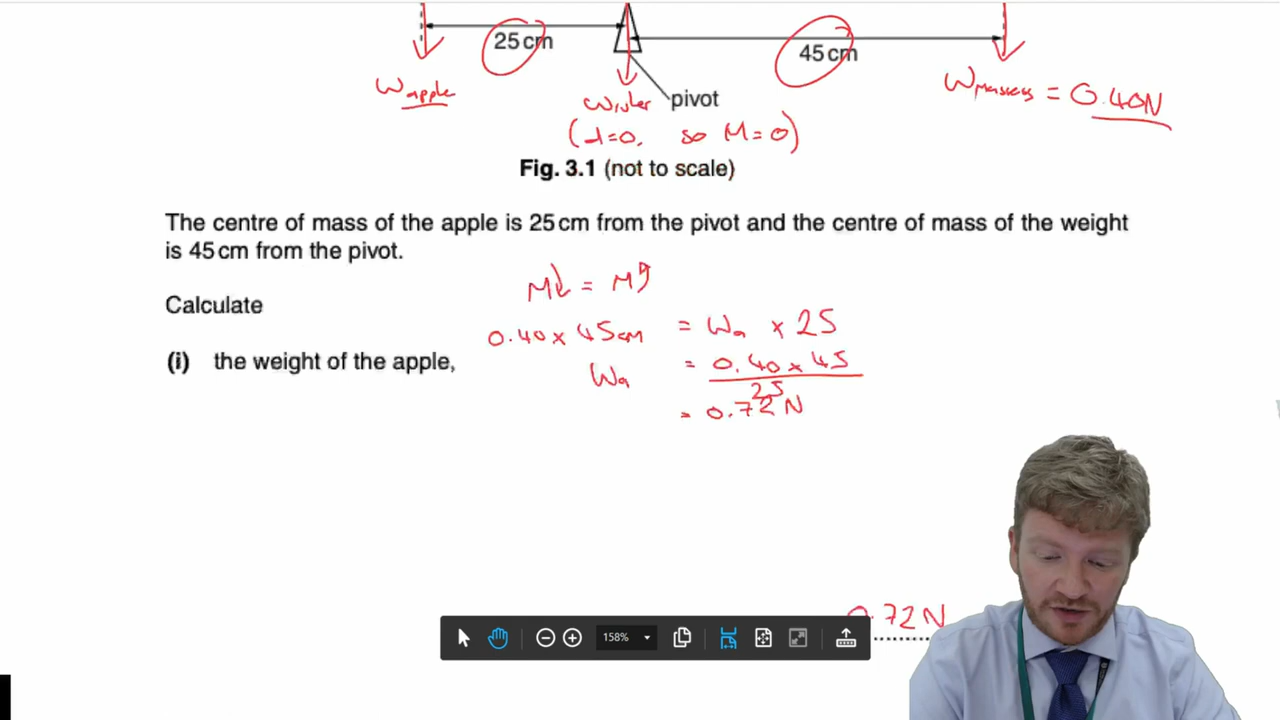 25 cm
45 cm
W apple
W ruler
pivot
W masses = 0.40N
(d=0, so M=0)
Fig. 3.1 (not to scale)
The centre of mass of the apple is 25 cm from the pivot and the centre of mass of the weight
is 45 cm from the pivot.
M↓ = M↺
Calculate
0.40 × 45cm = Wa × 25
(i) the weight of the apple,
Wa = 0.40 × 45
25
= 0.72 N
0.72 N
158%